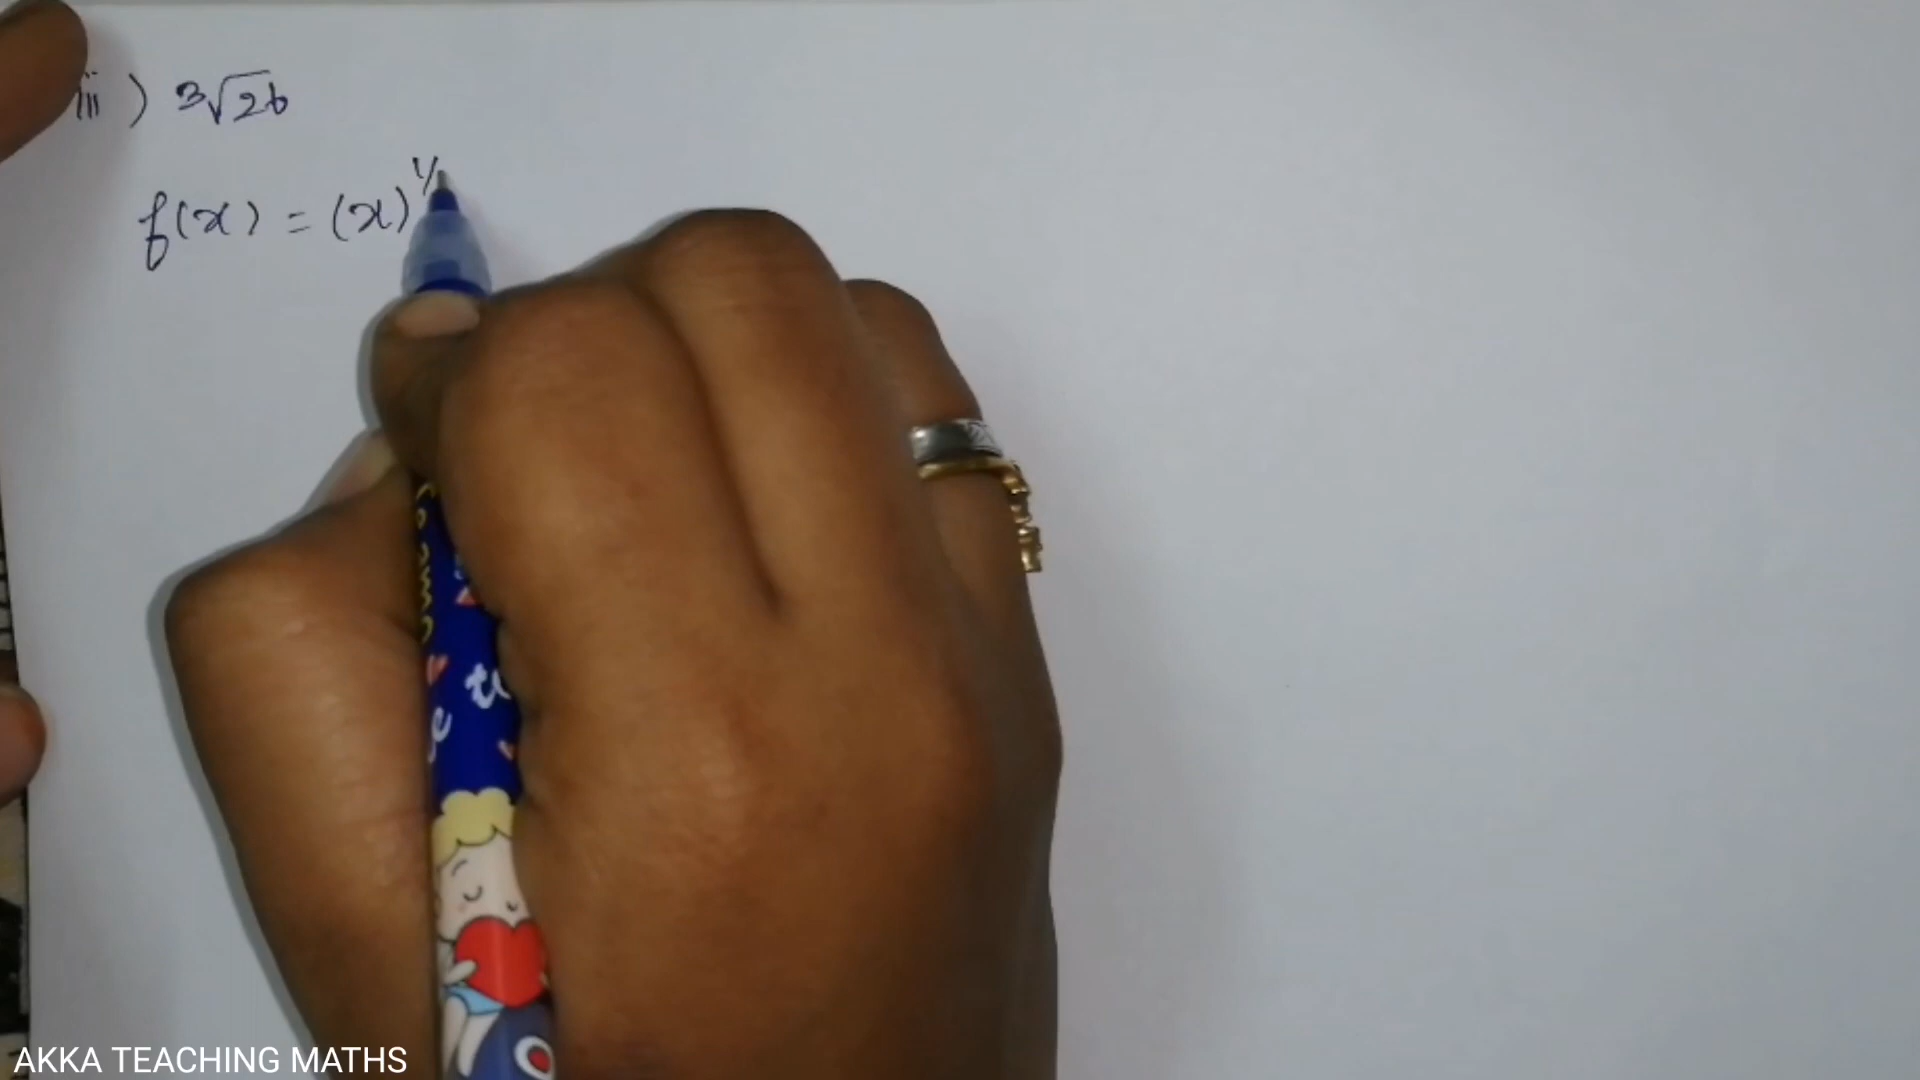 iii) ³√26
f(x) = (x)^1/
AKKA TEACHING MATHS